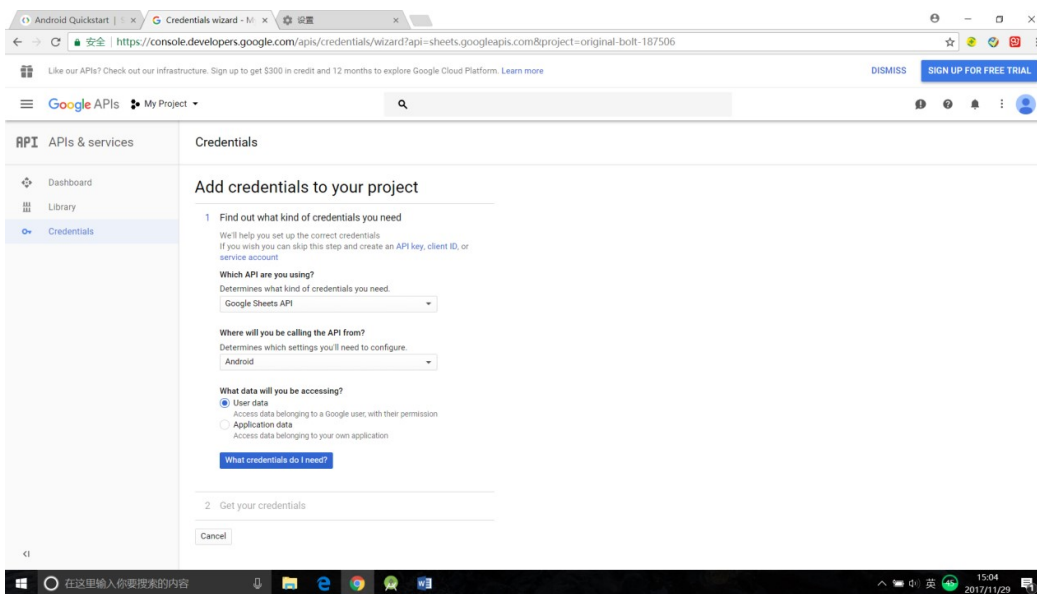 Android Quickstart
Credentials wizard - M
设置
安全 | https://console.developers.google.com/apis/credentials/wizard?api=sheets.googleapis.com&project=original-bolt-187506
Like our APIs? Check out our infrastructure. Sign up to get $300 in credit and 12 months to explore Google Cloud Platform. Learn more
DISMISS
SIGN UP FOR FREE TRIAL
Google APIs
My Project
API APIs & services
Credentials
Dashboard
Library
Credentials
Add credentials to your project
1 Find out what kind of credentials you need
We'll help you set up the correct credentials
If you wish you can skip this step and create an API key, client ID, or
service account
Which API are you using?
Determines what kind of credentials you need.
Google Sheets API
Where will you be calling the API from?
Determines which settings you'll need to configure.
Android
What data will you be accessing?
User data
Access data belonging to a Google user, with their permission
Application data
Access data belonging to your own application
What credentials do I need?
2 Get your credentials
Cancel
在这里输入你要搜索的内容
英
45
15:04
2017/11/29